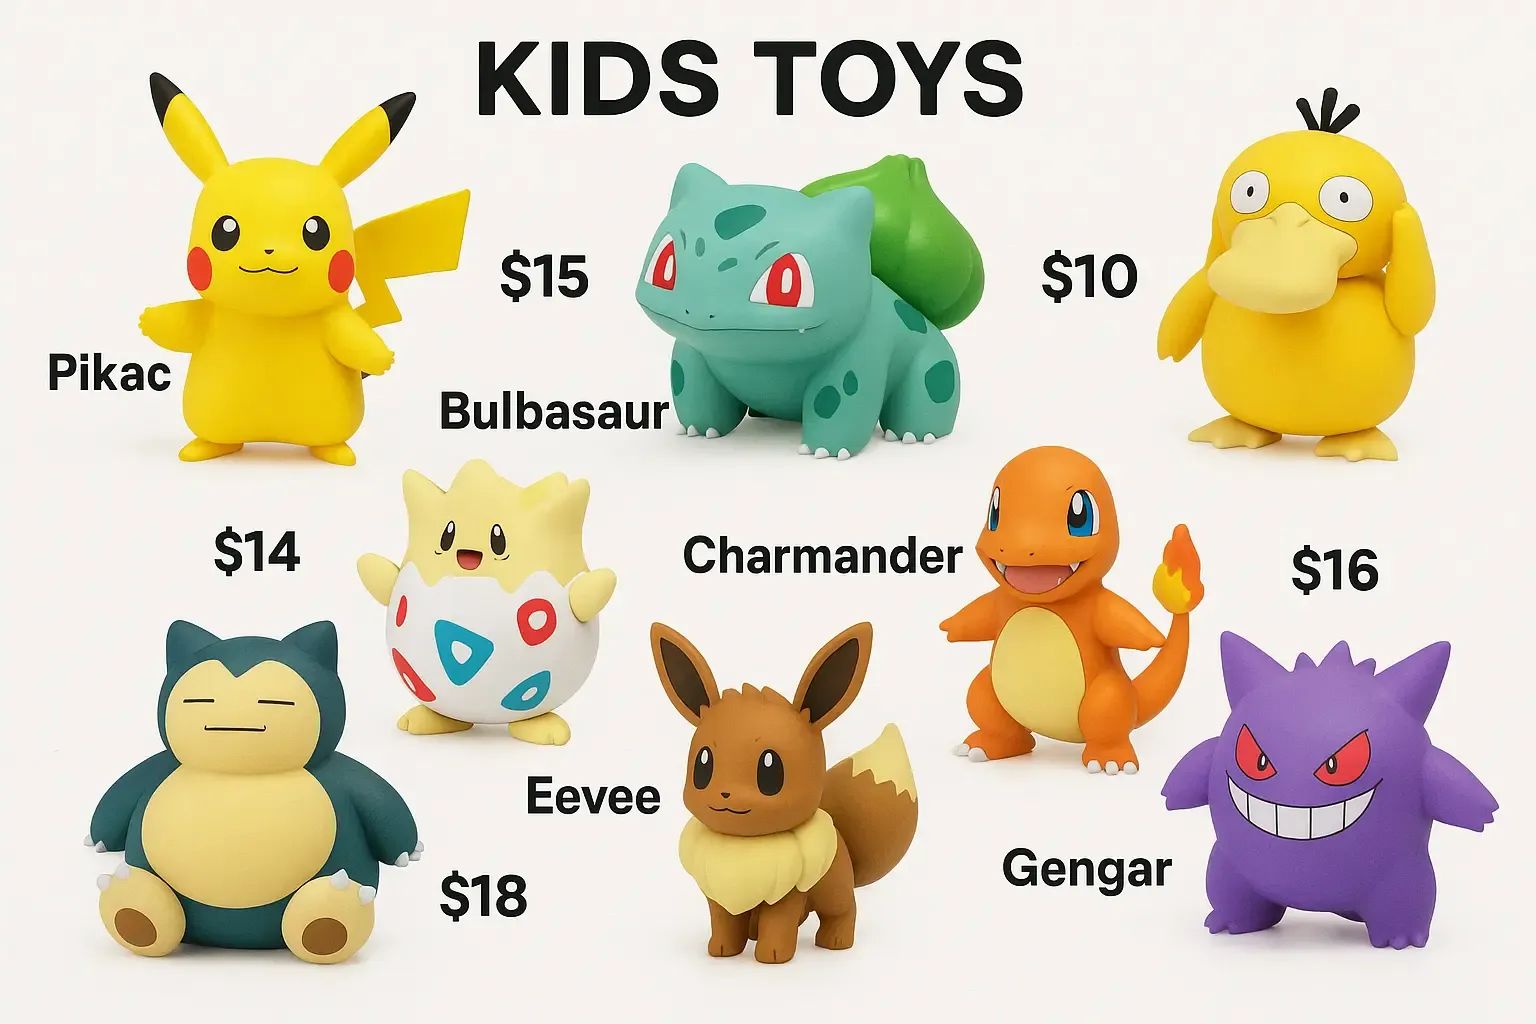 KIDS TOYS
$15
$10
Pikac
Bulbasaur
$14
Charmander
$16
Eevee
Gengar
$18